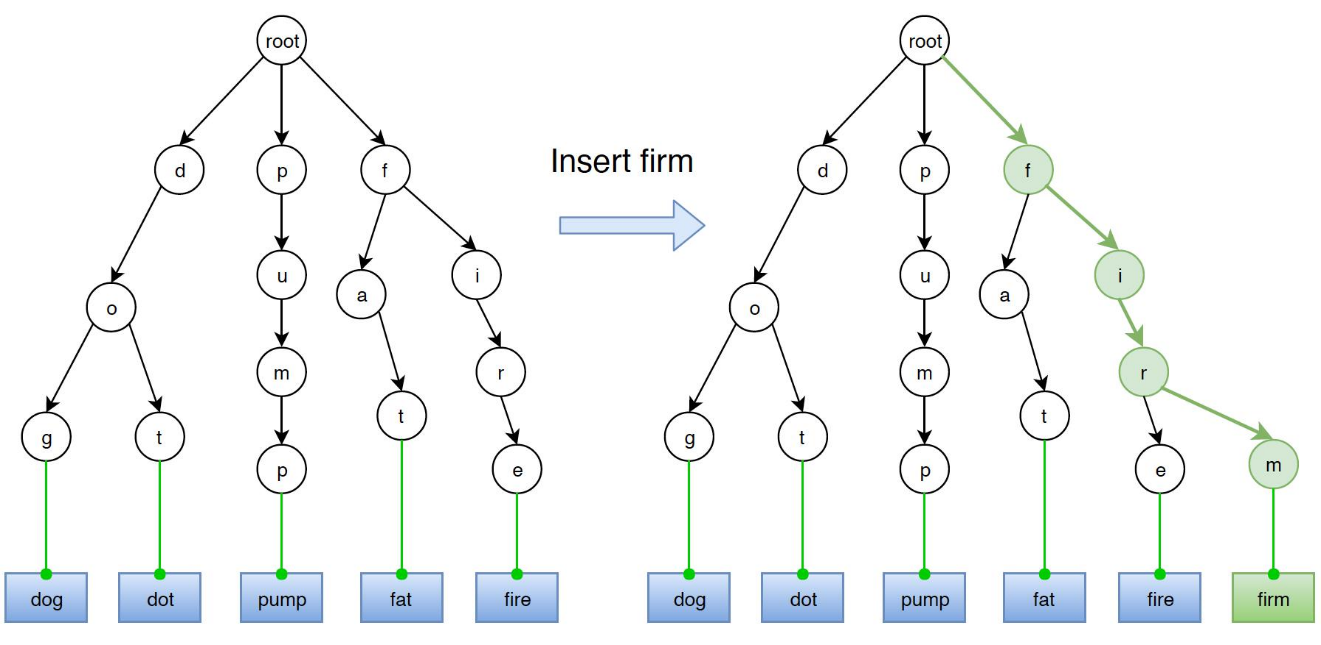 root
root
Insert firm
d
p
f
d
p
f
u
i
u
i
a
a
o
o
m
r
m
r
t
t
g
t
g
t
p
e
p
e
m
dog
dot
pump
fat
fire
dog
dot
pump
fat
fire
firm